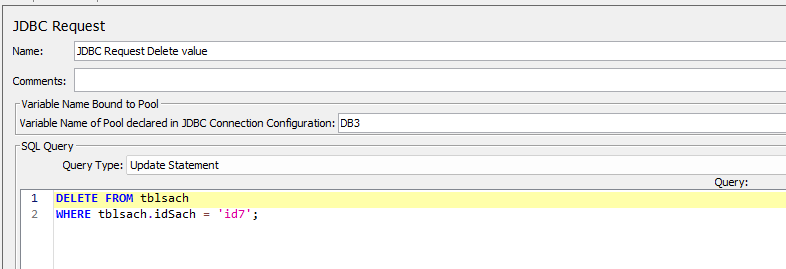 JDBC Request
Name: JDBC Request Delete value
Comments:
Variable Name Bound to Pool
Variable Name of Pool declared in JDBC Connection Configuration: DB3
SQL Query
Query Type: Update Statement
Query:
1 DELETE FROM tblsach
2 WHERE tblsach.idSach = 'id7';